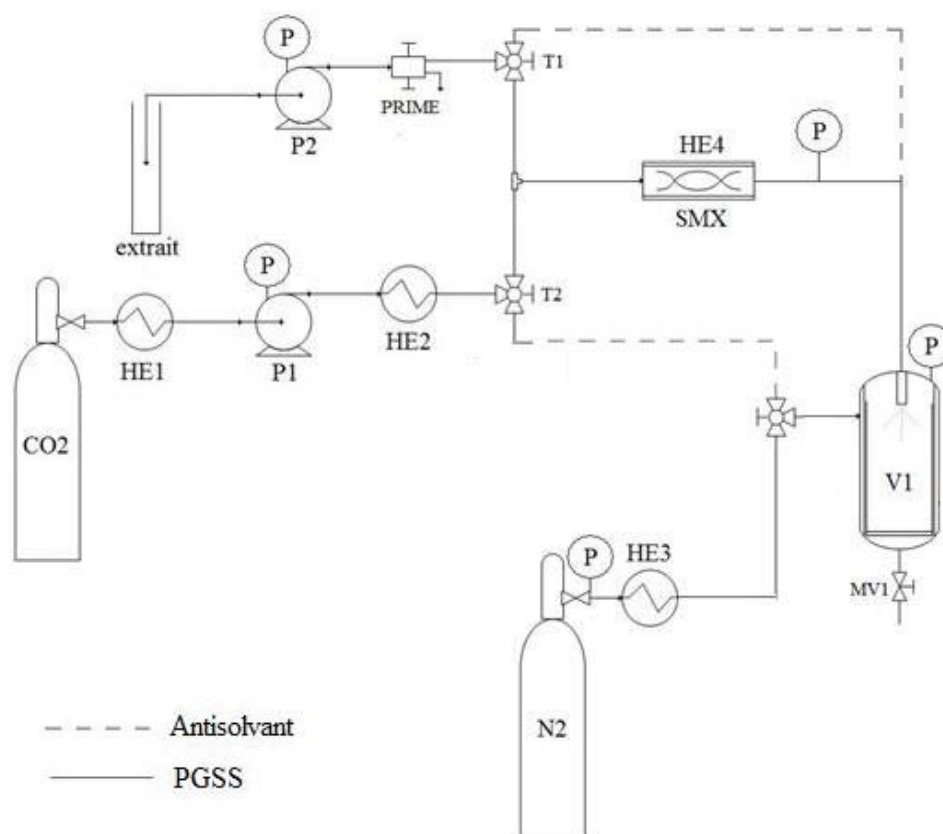 P
T1
PRIME
P2
P
HE4
SMX
extrait
P
T2
HE1
P1
HE2
P
CO2
V1
P
HE3
MV1
N2
Antisolvant
PGSS